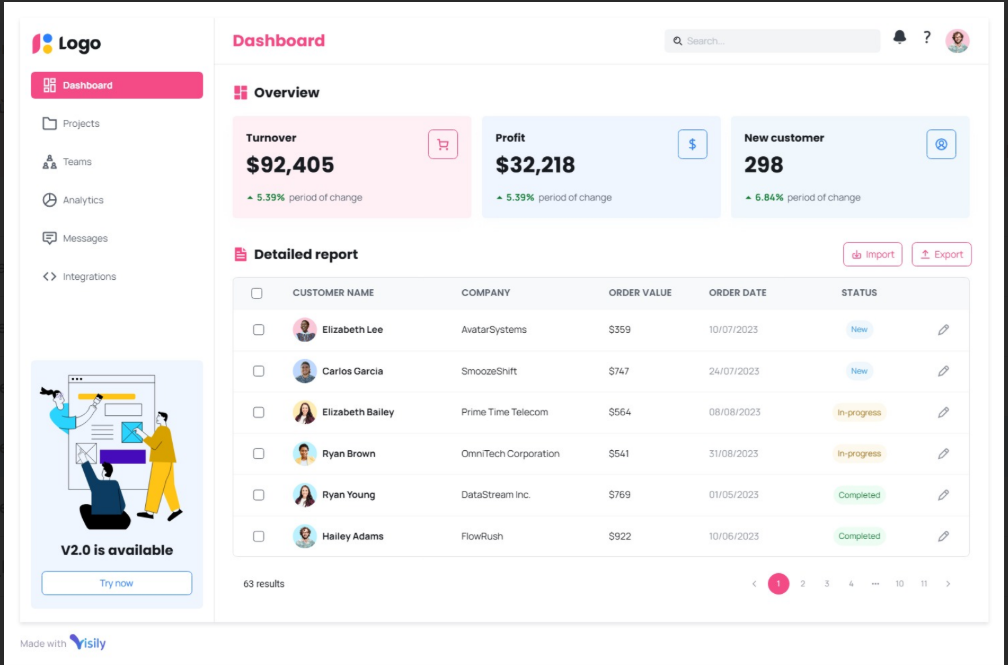 Logo
Dashboard
Search...
?
Dashboard
Projects
Teams
Analytics
Messages
Integrations
V2.0 is available
Try now
Overview
Turnover
$92,405
5.39% period of change
Profit
$32,218
5.39% period of change
$
New customer
298
6.84% period of change
Detailed report
Import
Export
CUSTOMER NAME COMPANY ORDER VALUE ORDER DATE STATUS
Elizabeth Lee AvatarSystems $359 10/07/2023 New
Carlos Garcia SmoozeShift $747 24/07/2023 New
Elizabeth Bailey Prime Time Telecom $564 08/08/2023 In-progress
Ryan Brown OmniTech Corporation $541 31/08/2023 In-progress
Ryan Young DataStream Inc. $769 01/05/2023 Completed
Hailey Adams FlowRush $922 10/06/2023 Completed
63 results
< 1 2 3 4 ... 10 11 >
Made with Visily